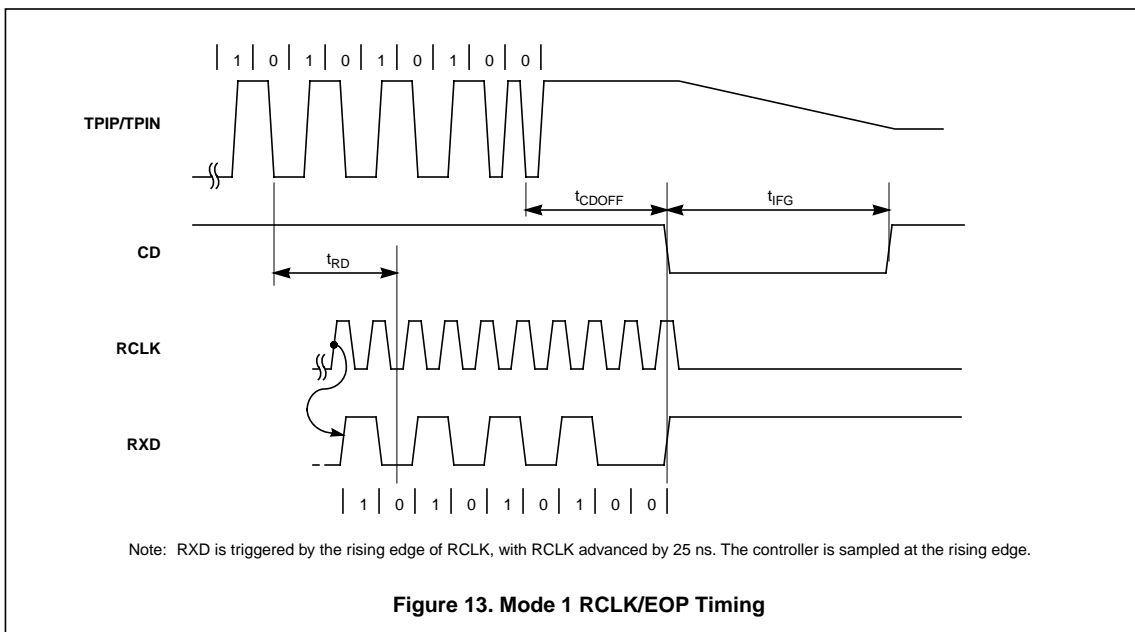 | 1 | 0 | 1 | 0 | 1 | 0 | 1 | 0 | 0 |
TPIP/TPIN
tCDOFF
tIFG
CD
tRD
RCLK
RXD
| 1 | 0 | 1 | 0 | 1 | 0 | 1 | 0 | 0 |
Note: RXD is triggered by the rising edge of RCLK, with RCLK advanced by 25 ns. The controller is sampled at the rising edge.
Figure 13. Mode 1 RCLK/EOP Timing